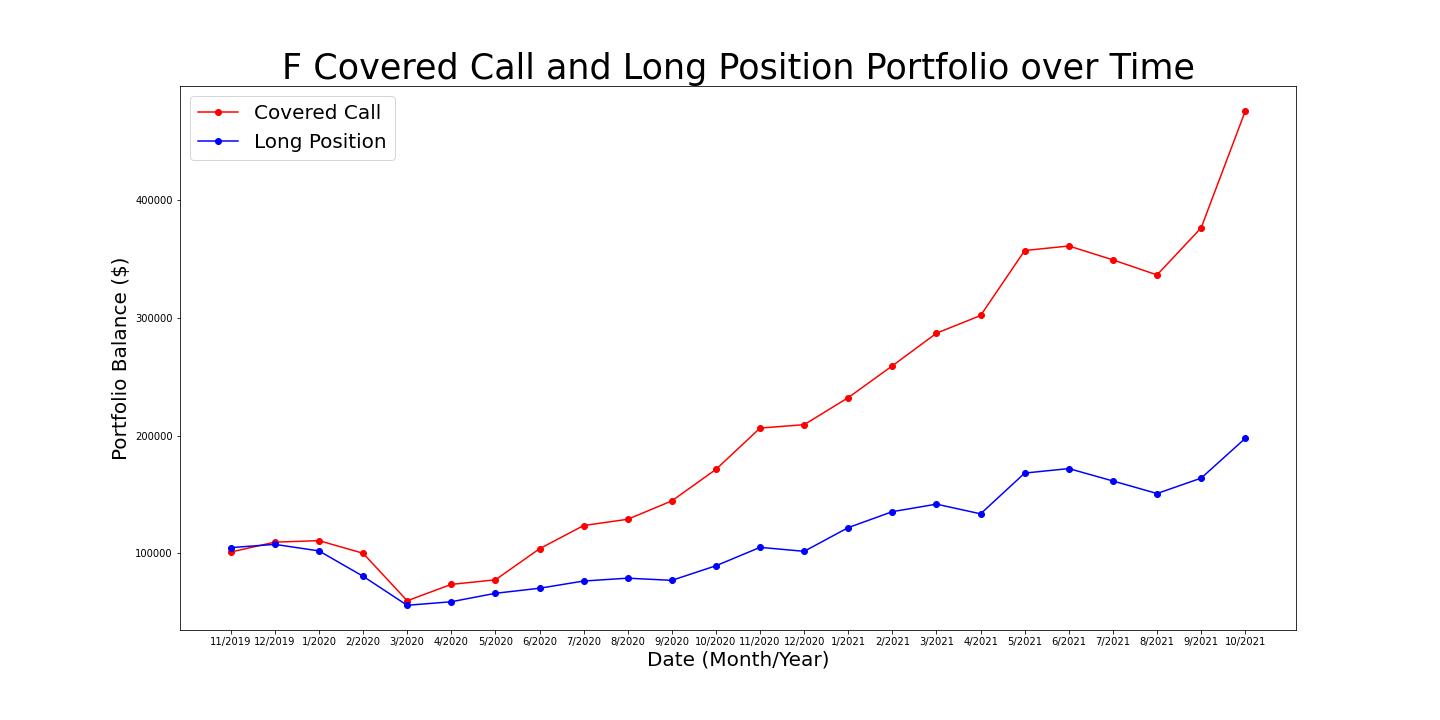 F Covered Call and Long Position Portfolio over Time
Covered Call
Long Position
400000
300000
200000
100000
Portfolio Balance ($)
11/2019 12/2019 1/2020 2/2020 3/2020 4/2020 5/2020 6/2020 7/2020 8/2020 9/2020 10/2020 11/2020 12/2020 1/2021 2/2021 3/2021 4/2021 5/2021 6/2021 7/2021 8/2021 9/2021 10/2021
Date (Month/Year)